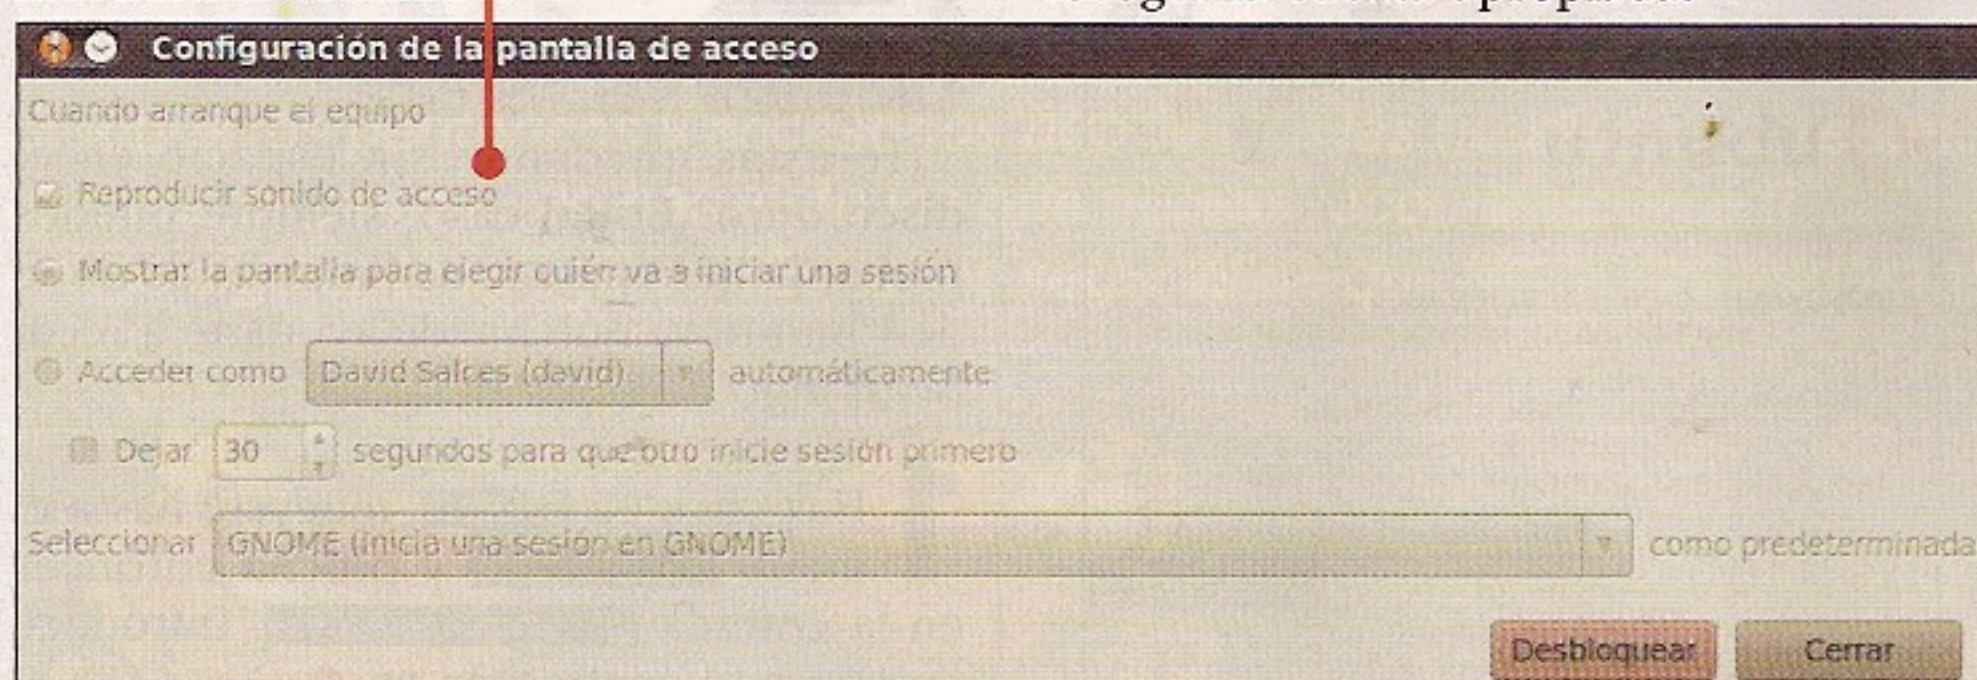 Configuración de la pantalla de acceso
Cuando arranque el equipo
Reproducir sonido de acceso
Mostrar la pantalla para elegir quién va a iniciar una sesión
Acceder como David Salces (david) automáticamente
Dejar 30 segundos para que otro inicie sesión primero
Seleccionar GNOME (Inicia una sesión en GNOME) como predeterminada
Desbloquear Cerrar